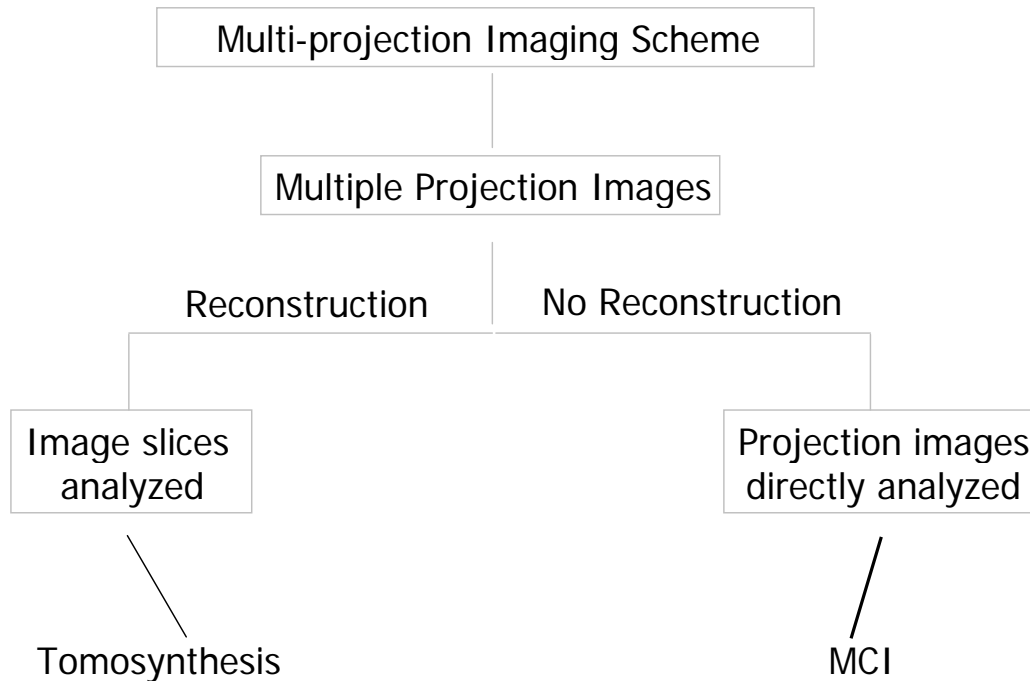 Multi-projection Imaging Scheme
Multiple Projection Images
Reconstruction
No Reconstruction
Image slices
analyzed
Projection images
directly analyzed
Tomosynthesis
MCI